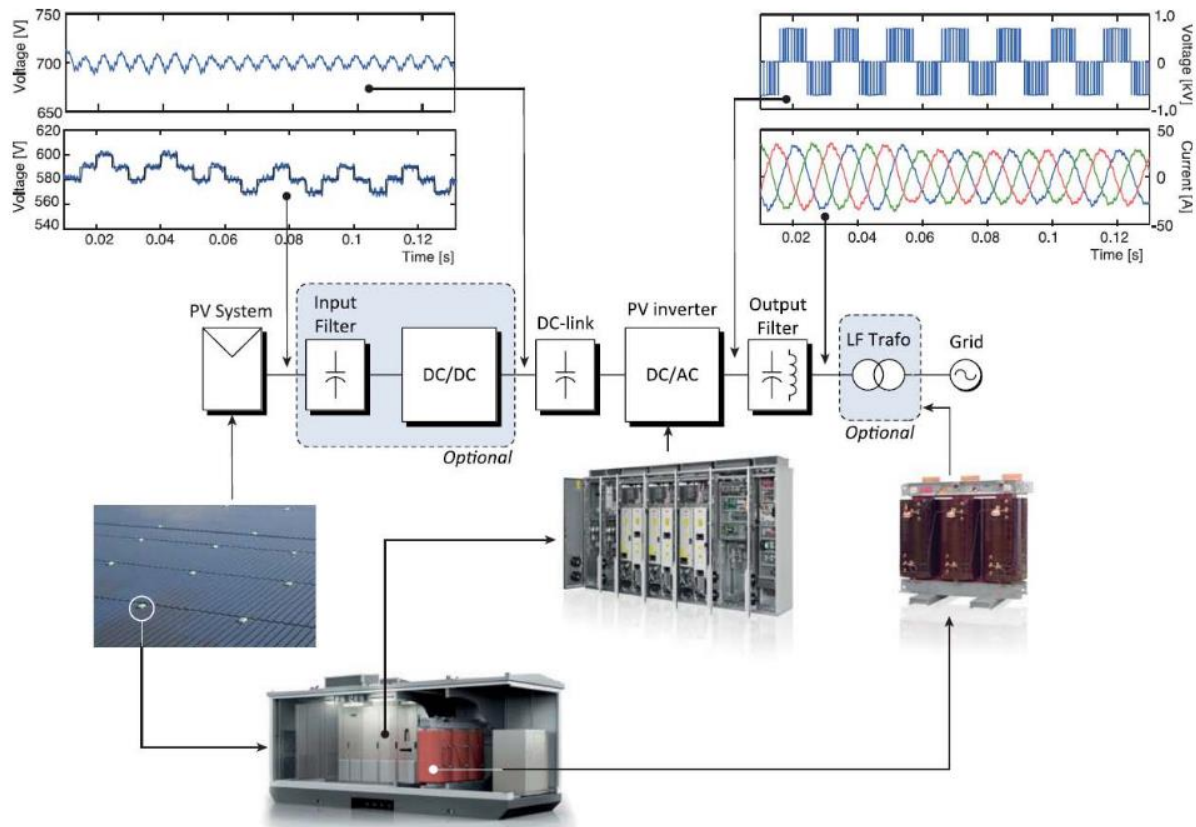 750
700
650
Voltage [V]
620
600
580
560
540
Voltage [V]
0.02 0.04 0.06 0.08 0.1 0.12
Time [s]
1.0
0
-1.0
Voltage [KV]
50
0
-50
Current [A]
0.02 0.04 0.06 0.08 0.1 0.12
Time [s]
PV System
Input
Filter
DC/DC
Optional
DC-link
PV inverter
DC/AC
Output
Filter
LF Trafo
Optional
Grid